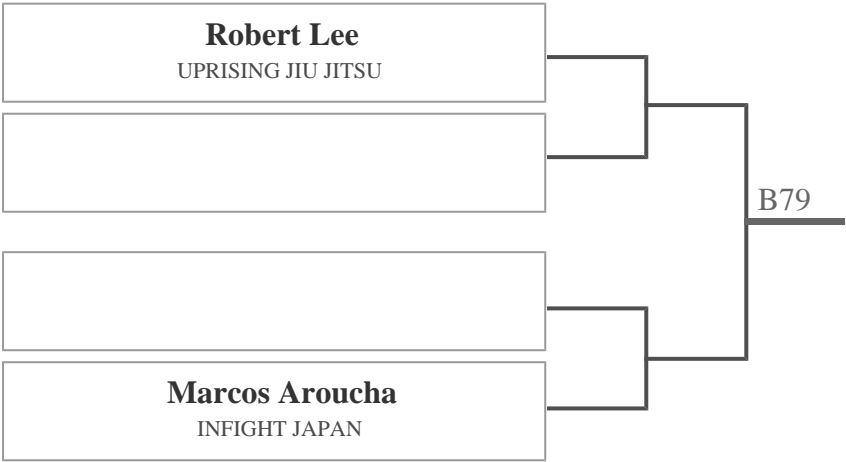 Robert Lee
UPRISING JIU JITSU
B79
Marcos Aroucha
INFIGHT JAPAN